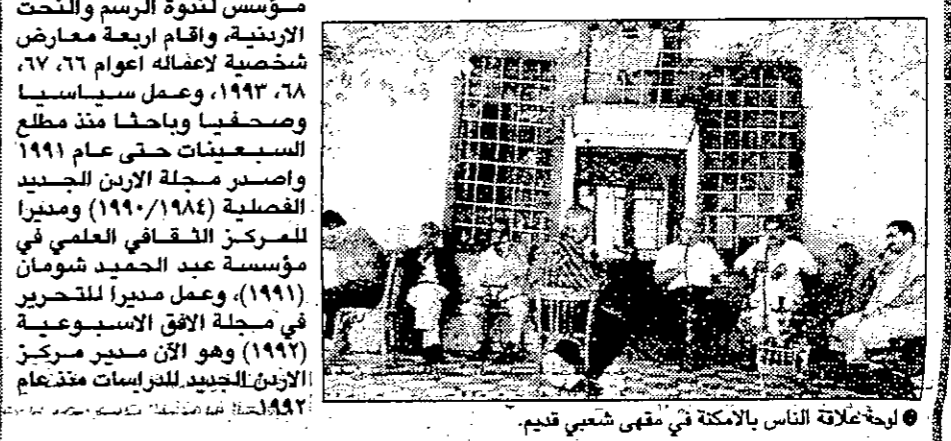 مـؤسس لندوة الرسم والنحت
الاردنية، واقام اربعة معارض
شخصية لاعماله اعوام ٦٦، ٦٧،
٦٨، ١٩٩٣، وعمل سياسيا
وصحفيا وباحثا منذ مطلع
السبعينات حتى عام ١٩٩١
واصدر مجلة الاردن الجديد
الفصلية (١٩٩٠/١٩٨٤) ومديرا
للمركز الثقافي العلمي في
مؤسسة عبد الحميد شومان
(١٩٩١)، وعمل مديرا للتحرير
في مجلة الافق الاسبوعية
(١٩٩٢) وهو الآن مدير مركز
الاردن الجديد للدراسات منذ عام
١٩٩٢
لوحة علاقة الناس بالامكنة في مقهى شعبي قديم.